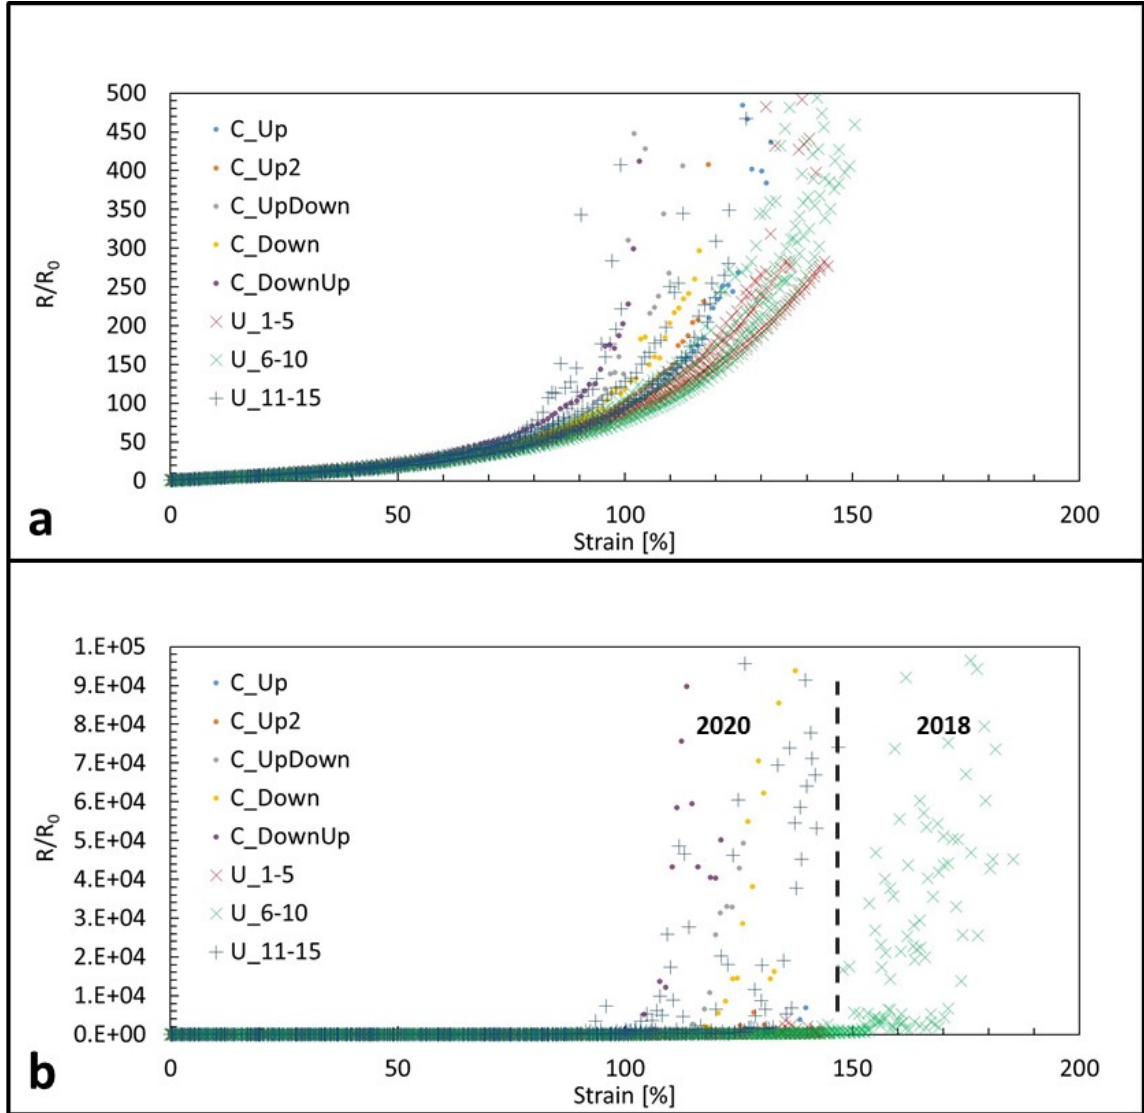 500
450
400
350
300
250
200
150
100
50
0
R/R0
C_Up
C_Up2
C_UpDown
C_Down
C_DownUp
U_1-5
U_6-10
U_11-15
0 50 100 150 200
Strain [%]
a
1.E+05
9.E+04
8.E+04
7.E+04
6.E+04
5.E+04
4.E+04
3.E+04
2.E+04
1.E+04
0.E+00
R/R0
C_Up
C_Up2
C_UpDown
C_Down
C_DownUp
U_1-5
U_6-10
U_11-15
2020 2018
0 50 100 150 200
Strain [%]
b